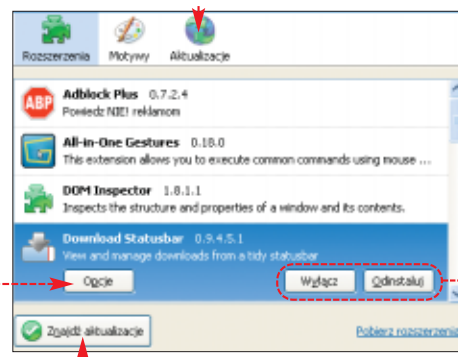 Rozszerzenia Motywy Aktualizacje
ABP
Adblock Plus 0.7.2.4
Powiedz NIE! reklamom
All-in-One Gestures 0.18.0
This extension allows you to execute common commands using mouse ...
DOM Inspector 1.8.1.1
Inspects the structure and properties of a window and its contents.
Download Statusbar 0.9.4.5.1
View and manage downloads from a tidy statusbar
Opcje Wyłącz Odinstaluj
Znajdź aktualizacje Pobierz rozszerzenia